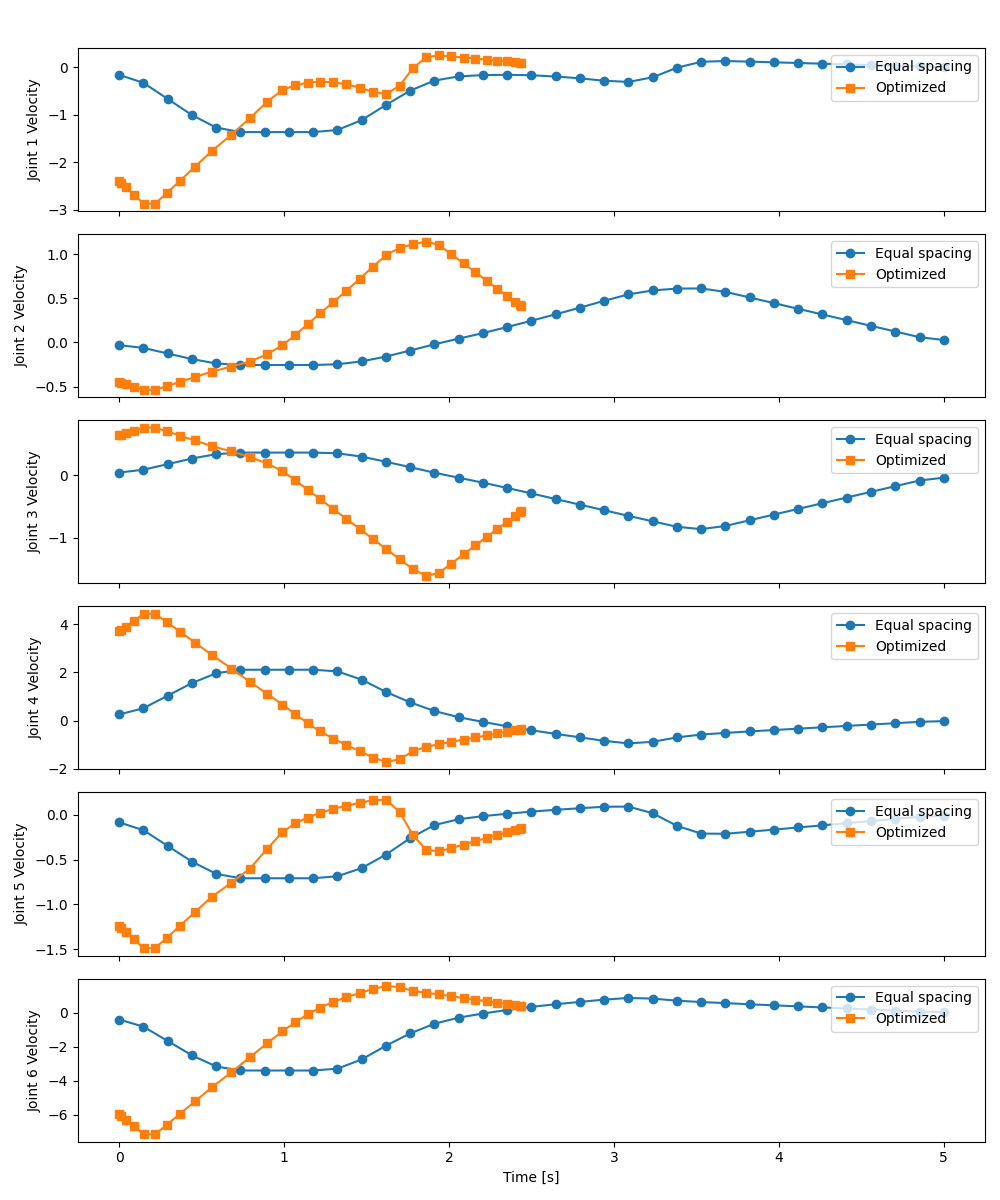 0
−1
−2
−3
Joint 1 Velocity
Equal spacing
Optimized
1.0
0.5
0.0
−0.5
Joint 2 Velocity
Equal spacing
Optimized
0
−1
Joint 3 Velocity
Equal spacing
Optimized
4
2
0
−2
Joint 4 Velocity
Equal spacing
Optimized
0.0
−0.5
−1.0
−1.5
Joint 5 Velocity
Equal spacing
Optimized
0
−2
−4
−6
Joint 6 Velocity
Equal spacing
Optimized
0 1 2 3 4 5
Time [s]